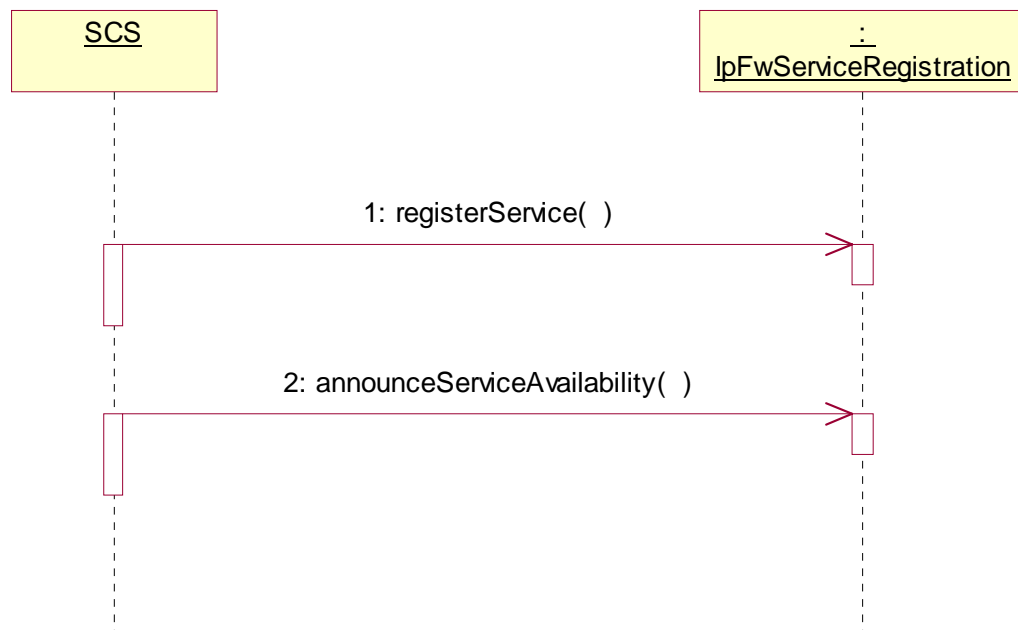 SCS
:
IpFwServiceRegistration
1: registerService( )
2: announceServiceAvailability( )